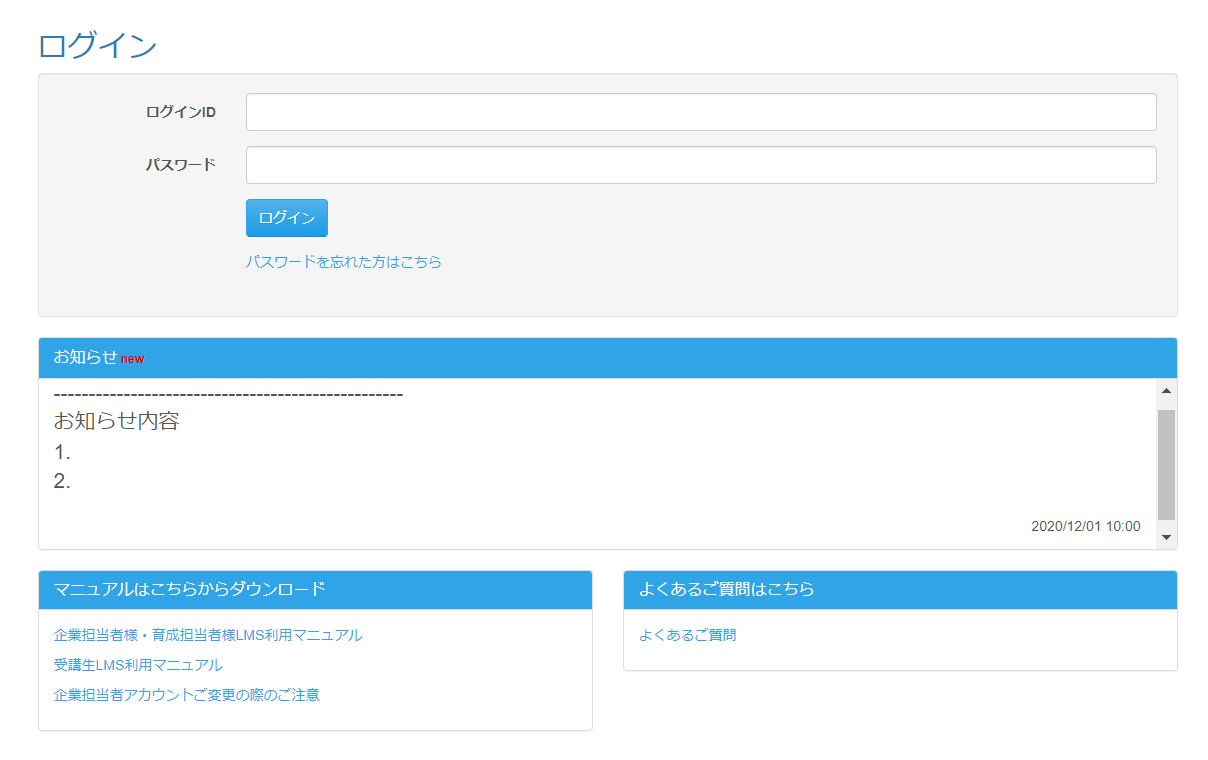 ログイン
ログインID
パスワード
ログイン
パスワードを忘れた方はこちら
お知らせ new
--------------------------------------------------
お知らせ内容
1.
2.
2020/12/01 10:00
マニュアルはこちらからダウンロード
企業担当者様・育成担当者様LMS利用マニュアル
受講生LMS利用マニュアル
企業担当者アカウントご変更の際のご注意
よくあるご質問はこちら
よくあるご質問